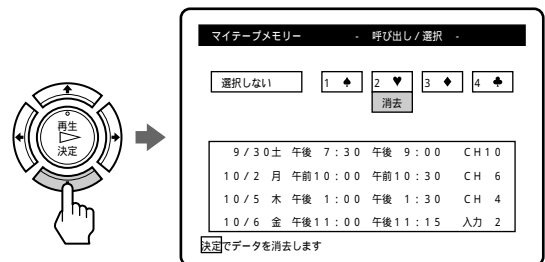 マイテープメモリー - 呼び出し/選択 -
選択しない 1 ♠ 2 ♥ 3 ♦ 4 ♣
消去
再生
決定
9/30土 午後 7:30 午後 9:00 CH10
10/2 月 午前10:00 午前10:30 CH 6
10/5 木 午後 1:00 午後 1:30 CH 4
10/6 金 午後11:00 午後11:15 入力 2
決定でデータを消去します